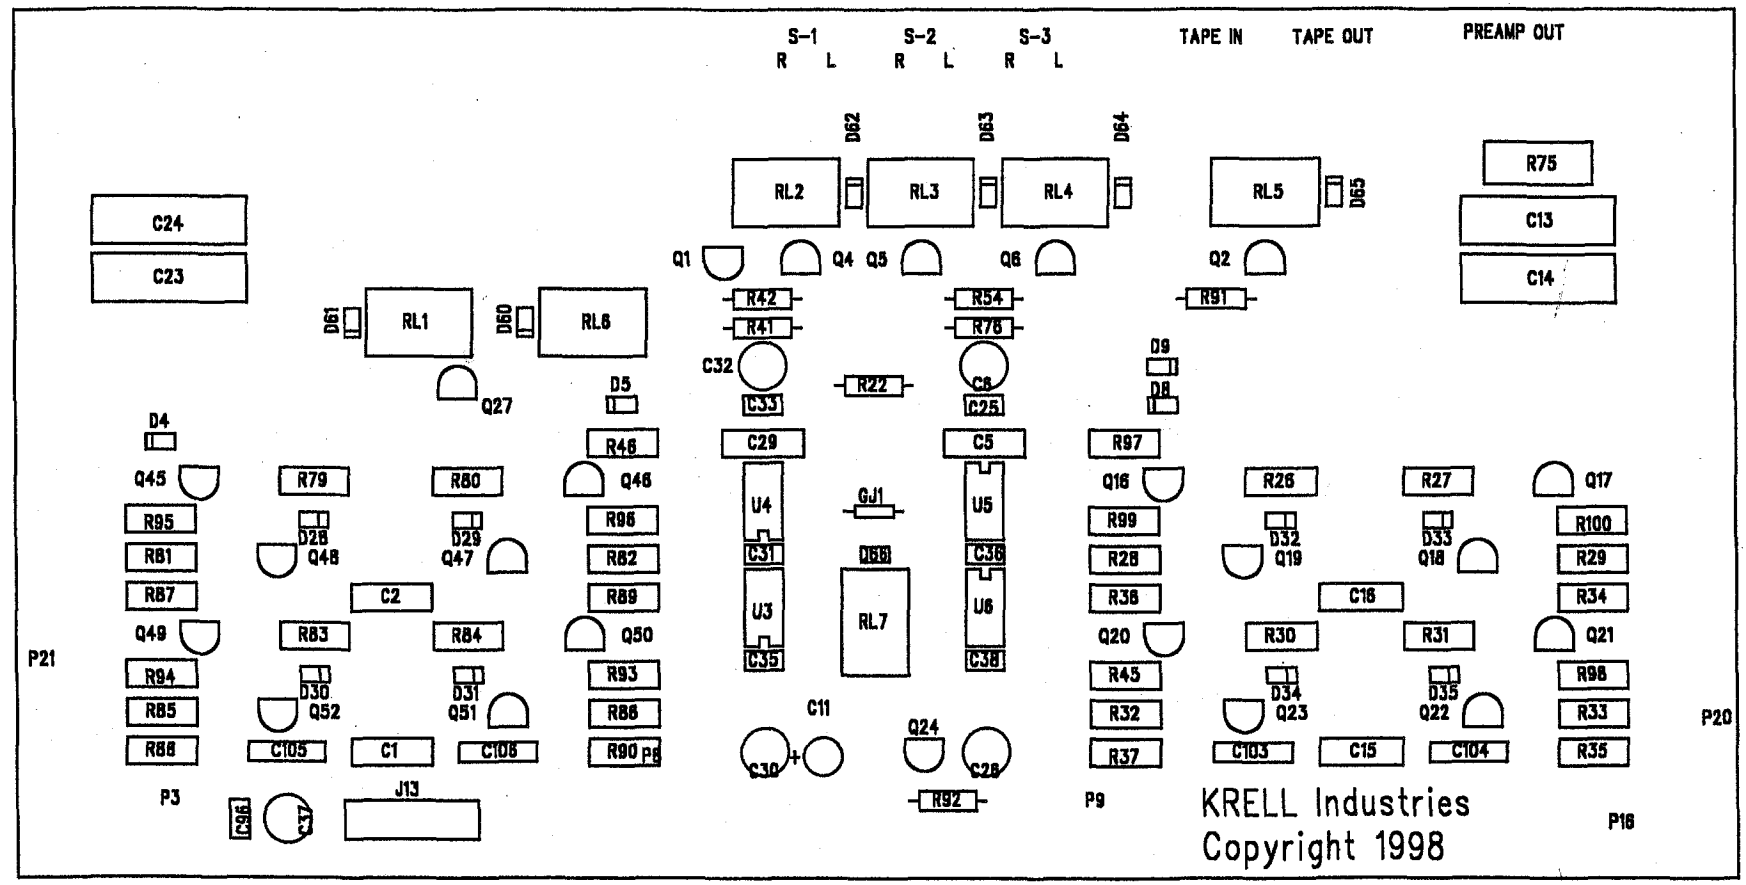 S-1 S-2 S-3 TAPE IN TAPE OUT PREAMP OUT
R L R L R L
D62 D63 D64
R75
RL2 RL3 RL4 RL5 D65
C24 C13
Q1 Q4 Q5 Q6 Q2
C23 C14
R42 R54 R91
D61 RL1 D60 RL6 R41 R76
D9
C32 C6
D5 R22 D8
Q27 C33 C25
D4
R46 C29 C5 R97
Q45 R79 R80 Q46 Q16 R26 R27 Q17
U4 GJ1 U5
R95 R96 R99 R100
D28 D29 D32 D33
R81 Q48 Q47 R82 C31 D66 C36 R28 Q19 Q18 R29
R87 C2 R89 R36 C16 R34
U3 RL7 U6
Q49 R83 R84 Q50 Q20 R30 R31 Q21
P21 C35 C38
R94 R93 R45 R98
D30 D31 D34 D35
R85 Q52 Q51 R86 C11 R32 Q23 Q22 R33 P20
Q24
R88 C105 C1 C106 R90 P8 R37 C103 C15 C104 R35
C30 + C26
P3 J13 R92 P9 KRELL Industries
C96 C37 P16
Copyright 1998